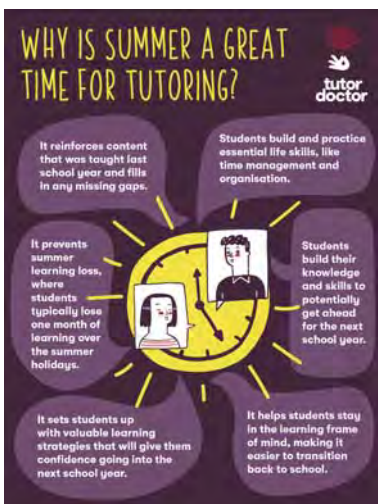 WHY IS SUMMER A GREAT
TIME FOR TUTORING?
tutor
doctor
It reinforces content
that was taught last
school year and fills
in any missing gaps.
Students build and practice
essential life skills, like
time management and
organisation.
It prevents
summer
learning loss,
where
students
typically lose
one month of
learning over
the summer
holidays.
Students
build their
knowledge
and skills to
potentially
get ahead
for the next
school year.
It sets students up
with valuable learning
strategies that will give them
confidence going into the
next school year.
It helps students stay
in the learning frame
of mind, making it
easier to transition
back to school.